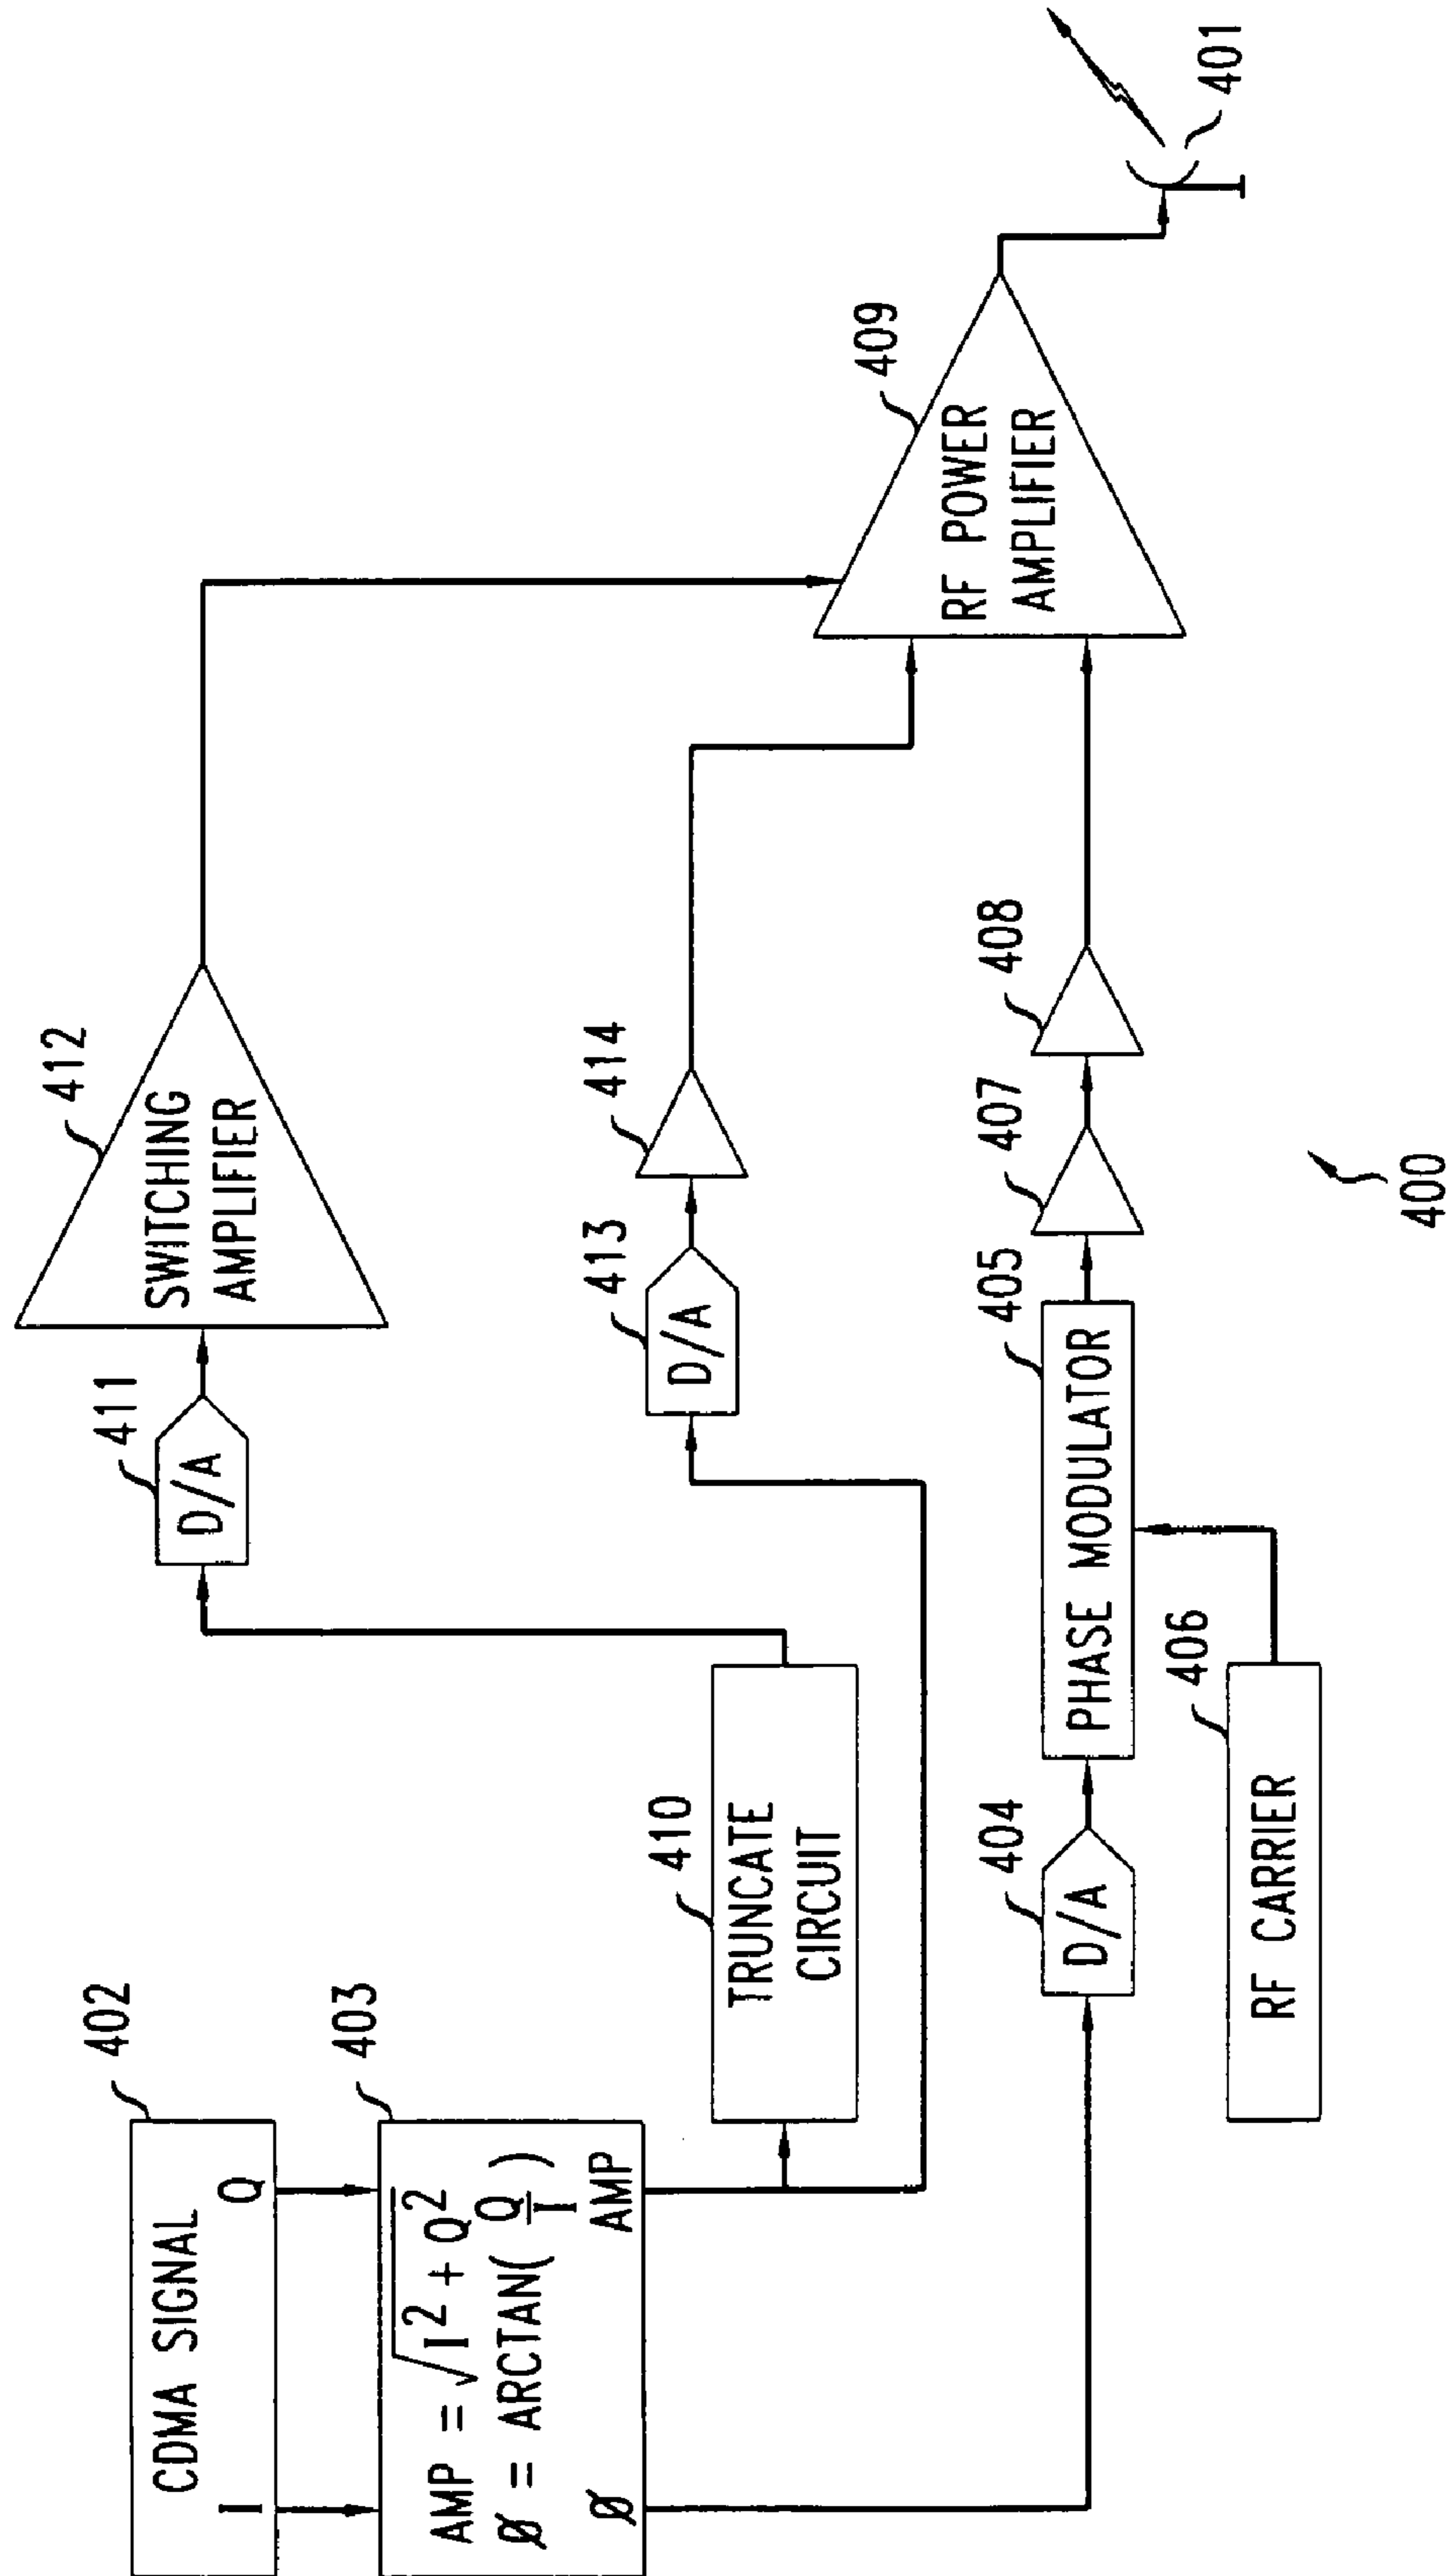 402
CDMA SIGNAL
I Q
403
AMP = √I² + Q²
Ø = ARCTAN( Q/I )
Ø AMP
410
TRUNCATE
CIRCUIT
411
D/A
412
SWITCHING
AMPLIFIER
413
D/A
414
404
D/A
405
PHASE MODULATOR
406
RF CARRIER
407
408
409
RF POWER
AMPLIFIER
401
400